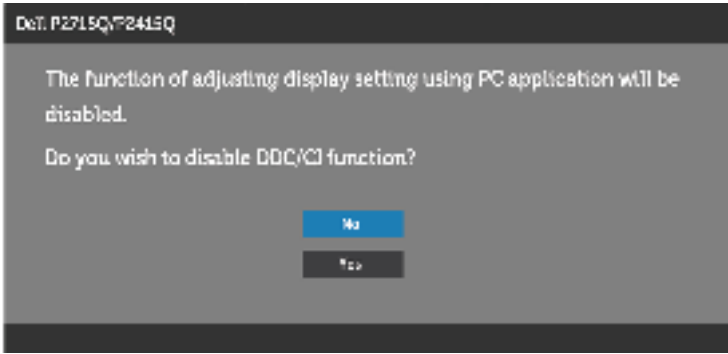 Dell P2715Q/P2415Q
The function of adjusting display setting using PC application will be
disabled.
Do you wish to disable DDC/CI function?
No
Yes